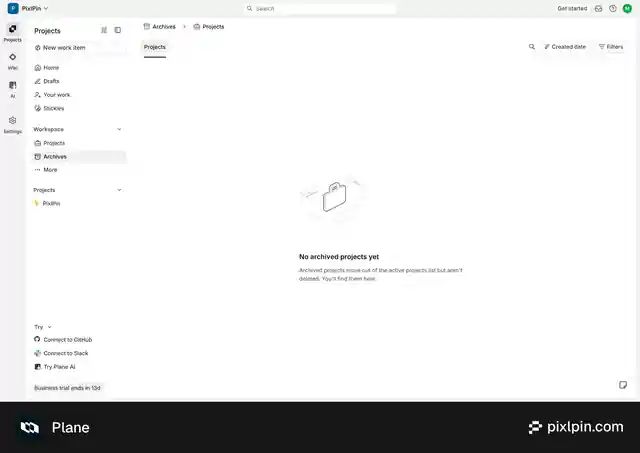 P PixlPin
Search
Get started
M
Projects
Wiki
AI
Settings
Projects
New work item
Home
Drafts
Your work
Stickies
Workspace
Projects
Archives
More
Projects
PixlPin
Try
Connect to GitHub
Connect to Slack
Try Plane AI
Business trial ends in 13d
Archives > Projects
Projects
Created date
Filters
No archived projects yet
Archived projects move out of the active projects list but aren't
deleted. You'll find them here.
Plane
pixlpin.com